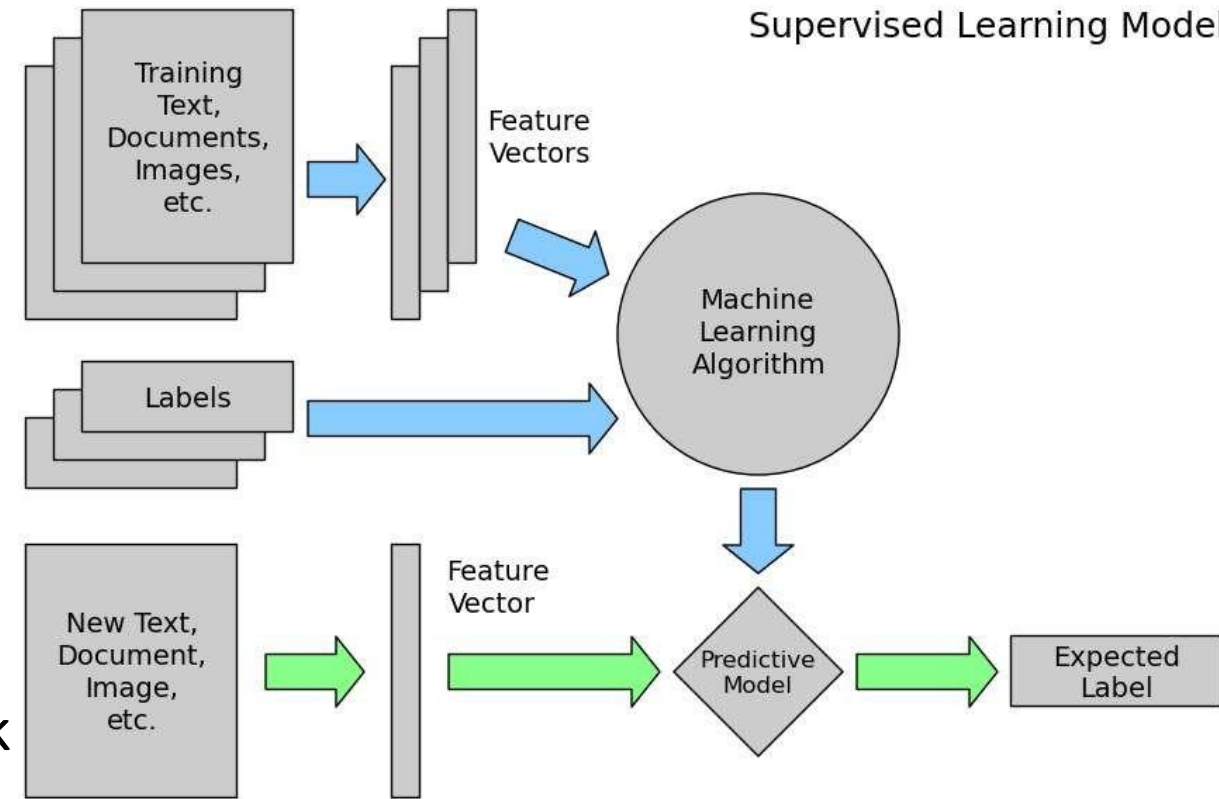 Supervised Learning Model
Training
Text,
Documents,
Images,
etc.
Feature
Vectors
Machine
Learning
Algorithm
Labels
New Text,
Document,
Image,
etc.
Feature
Vector
Predictive
Model
Expected
Label